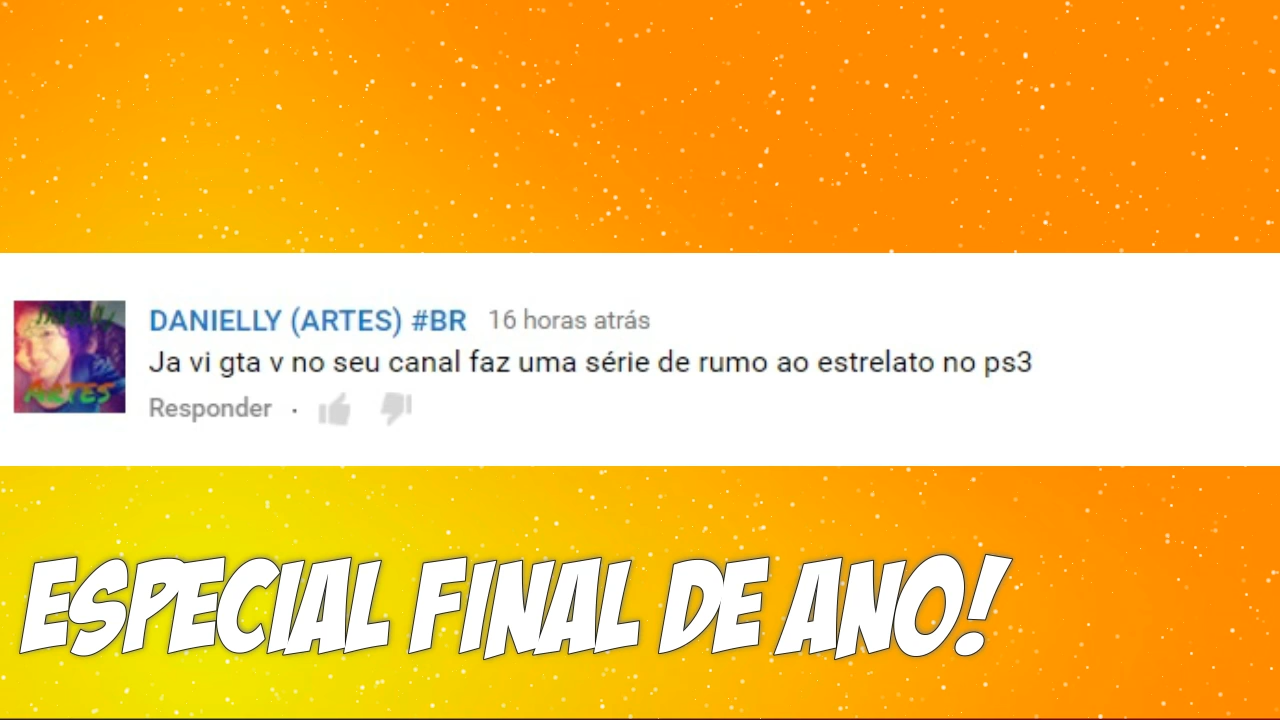 DANIELLY (ARTES) #BR 16 horas atrás
Ja vi gta v no seu canal faz uma série de rumo ao estrelato no ps3
Responder ·
ARTES
ESPECIAL FINAL DE ANO!